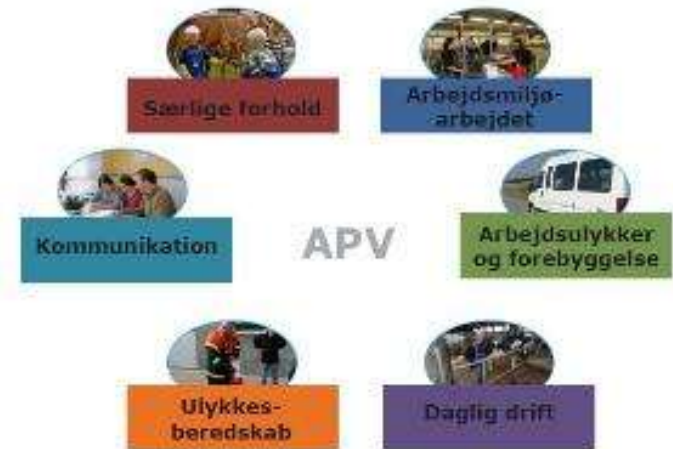 Særlige forhold
Arbejdsmiljø-
arbejdet
Kommunikation
APV
Arbejdsulykker
og forebyggelse
Ulykkes-
beredskab
Daglig drift